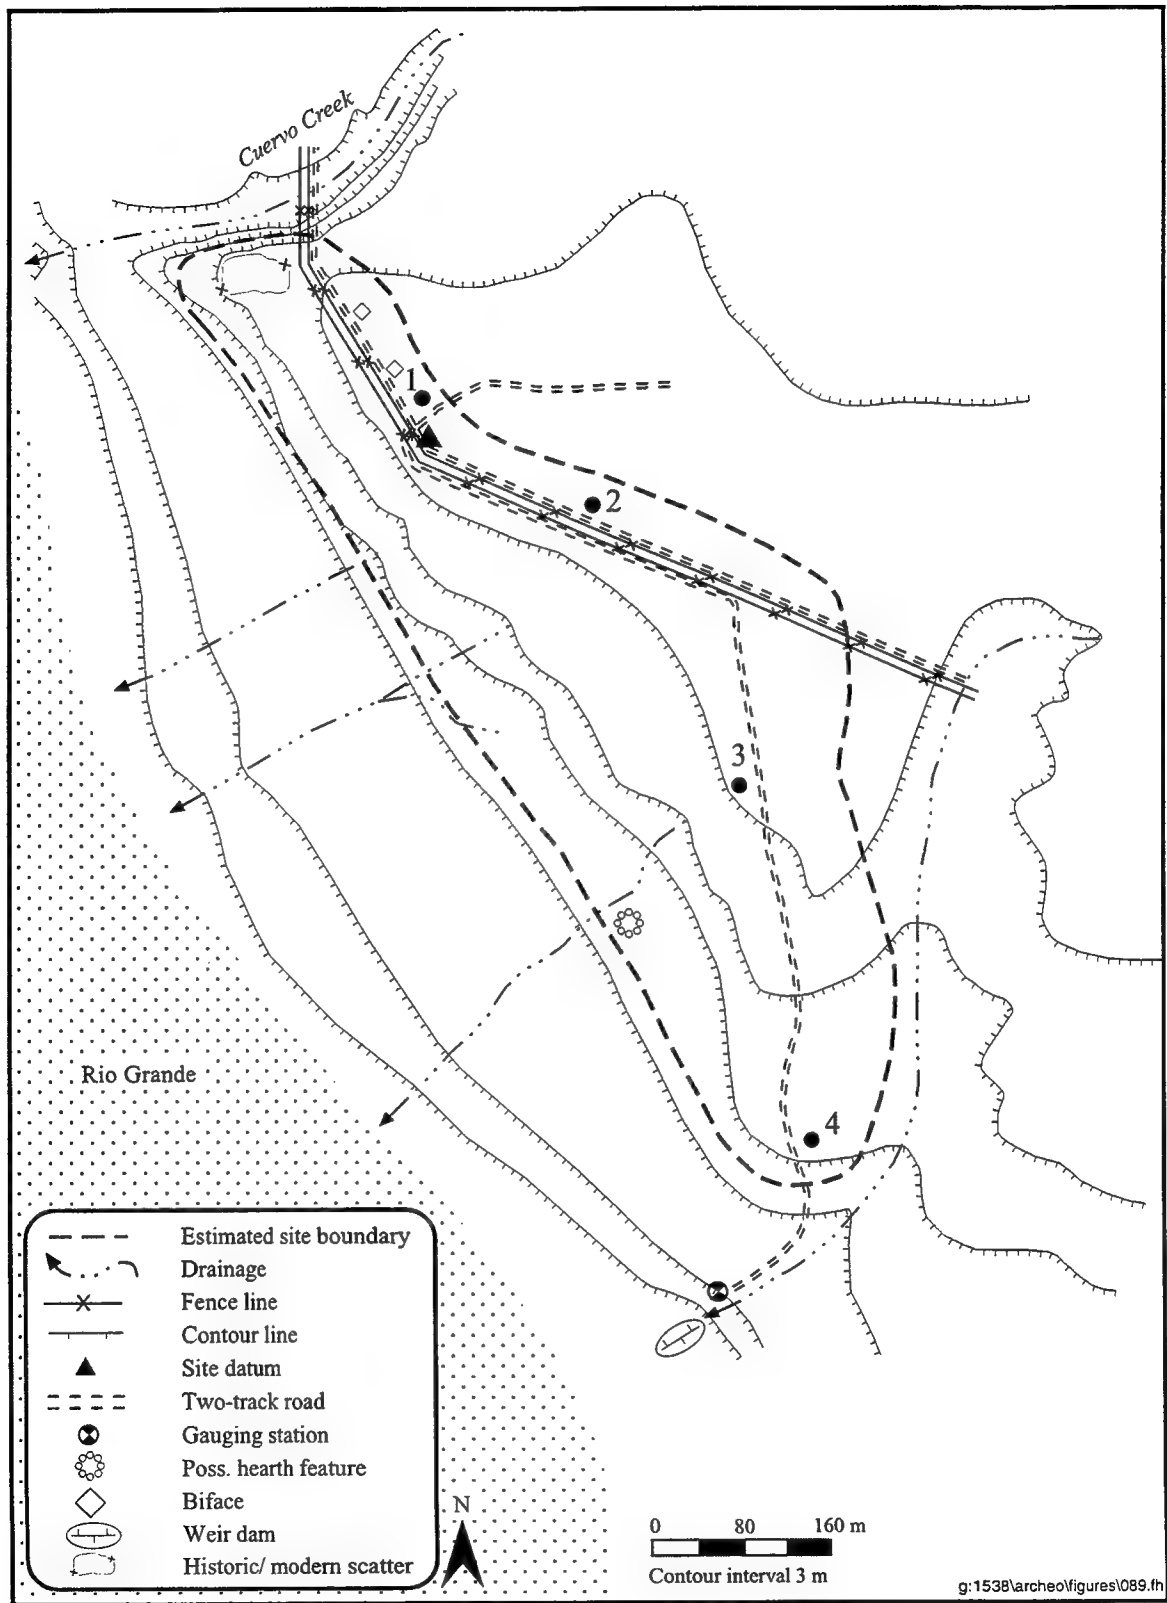 Cuervo Creek
1
2
3
4
Rio Grande
Estimated site boundary
Drainage
Fence line
Contour line
Site datum
Two-track road
Gauging station
Poss. hearth feature
Biface
Weir dam
Historic/ modern scatter
N
0 80 160 m
Contour interval 3 m
g:1538\archeo\figures\089.fh